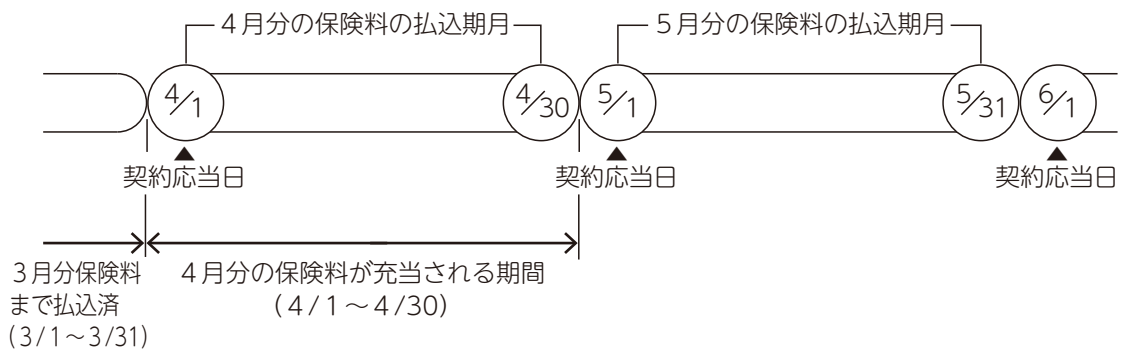 4月分の保険料の払込期月
5月分の保険料の払込期月
4/1
4/30
5/1
5/31
6/1
契約応当日
契約応当日
契約応当日
3月分保険料
まで払込済
(3/1~3/31)
4月分の保険料が充当される期間
(4/1~4/30)